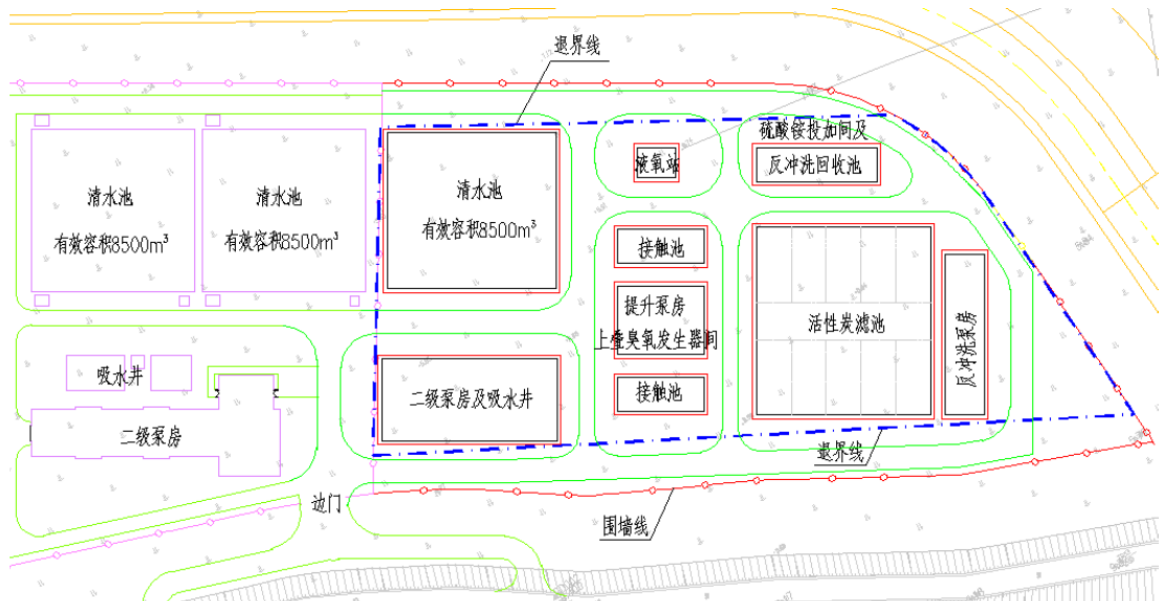 退界线
硫酸铵投加间及
液氧站
反冲洗回收池
清水池
有效容积8500m³
清水池
有效容积8500m³
清水池
有效容积8500m³
接触池
提升泵房
上叠臭氧发生器间
接触池
活性炭滤池
反冲洗泵房
吸水井
二级泵房
二级泵房及吸水井
退界线
边门
围墙线